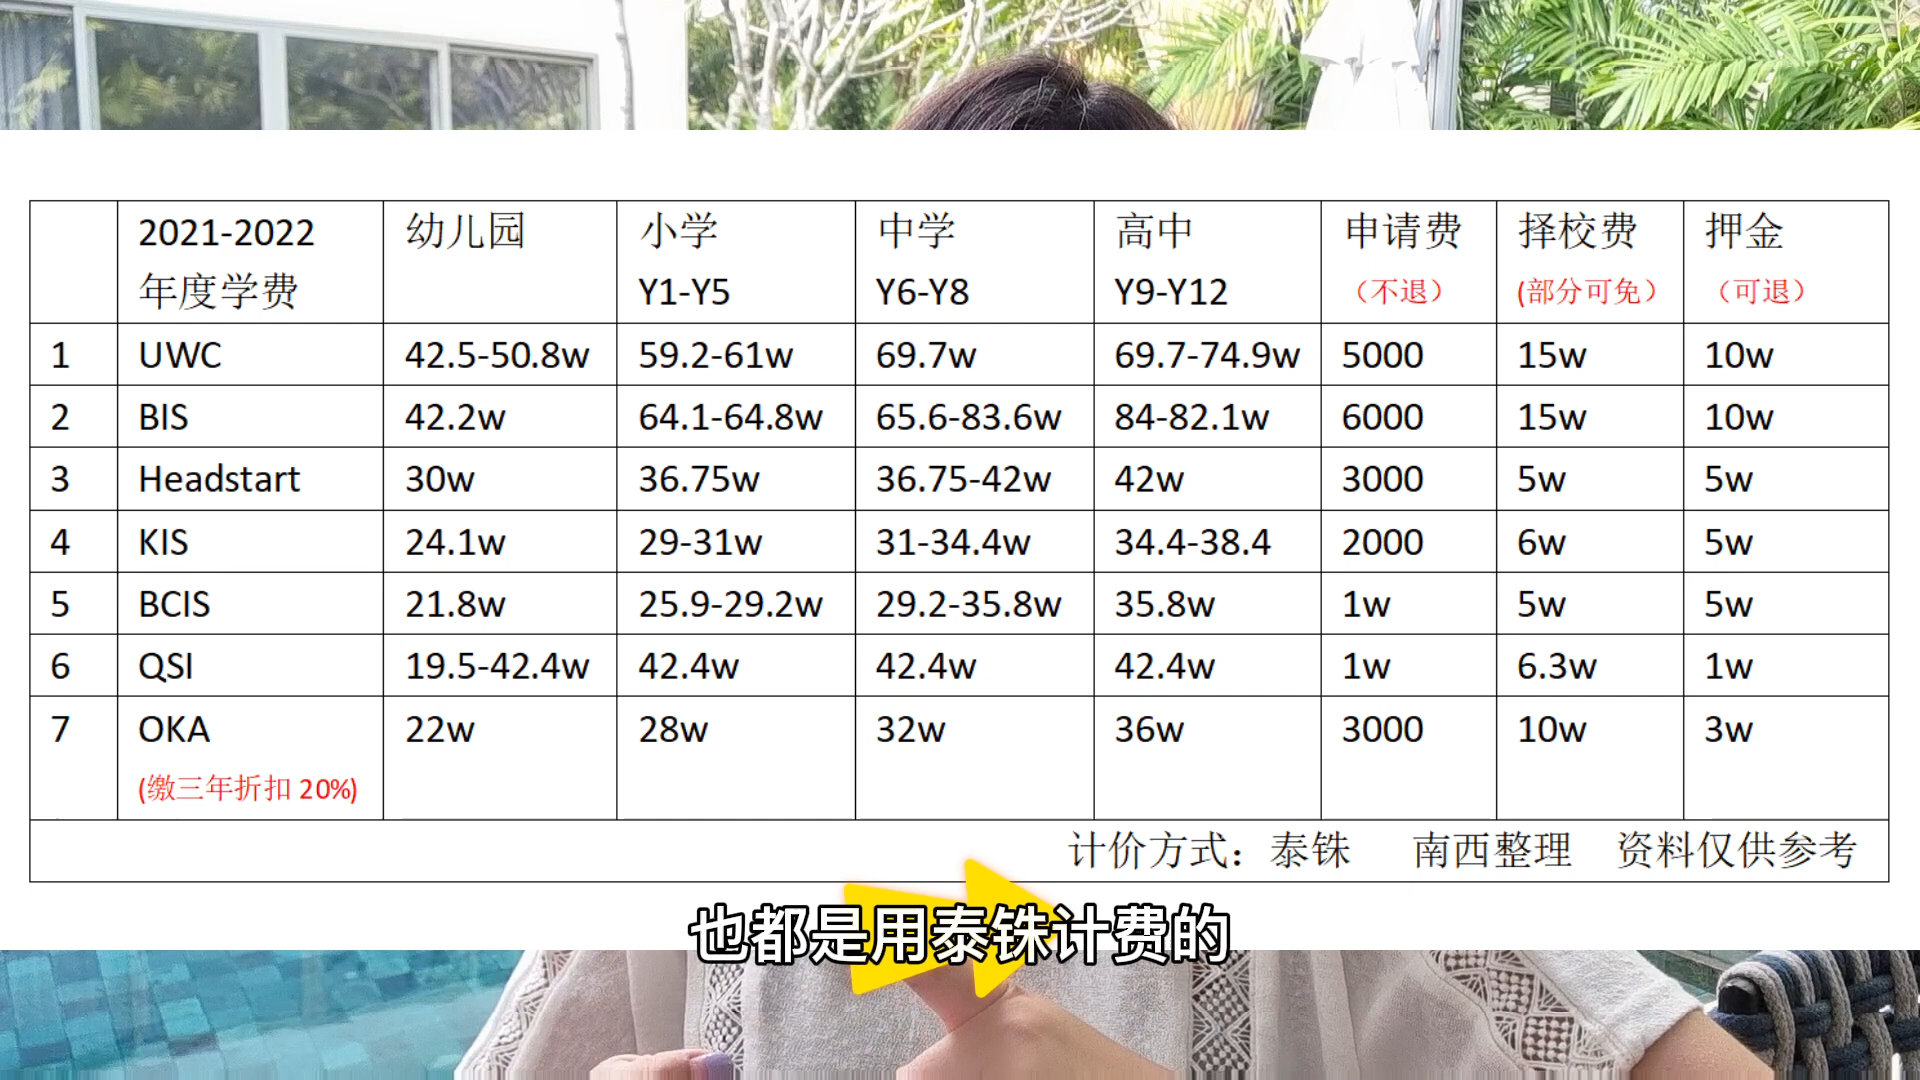 2021-2022 年度学费 幼儿园 小学 Y1-Y5 中学 Y6-Y8 高中 Y9-Y12 申请费 （不退） 择校费 (部分可免） 押金 （可退）
1 UWC 42.5-50.8w 59.2-61w 69.7w 69.7-74.9w 5000 15w 10w
2 BIS 42.2w 64.1-64.8w 65.6-83.6w 84-82.1w 6000 15w 10w
3 Headstart 30w 36.75w 36.75-42w 42w 3000 5w 5w
4 KIS 24.1w 29-31w 31-34.4w 34.4-38.4 2000 6w 5w
5 BCIS 21.8w 25.9-29.2w 29.2-35.8w 35.8w 1w 5w 5w
6 QSI 19.5-42.4w 42.4w 42.4w 42.4w 1w 6.3w 1w
7 OKA 22w 28w 32w 36w 3000 10w 3w
(缴三年折扣 20%)
计价方式：泰铢 南西整理 资料仅供参考
也都是用泰铢计费的